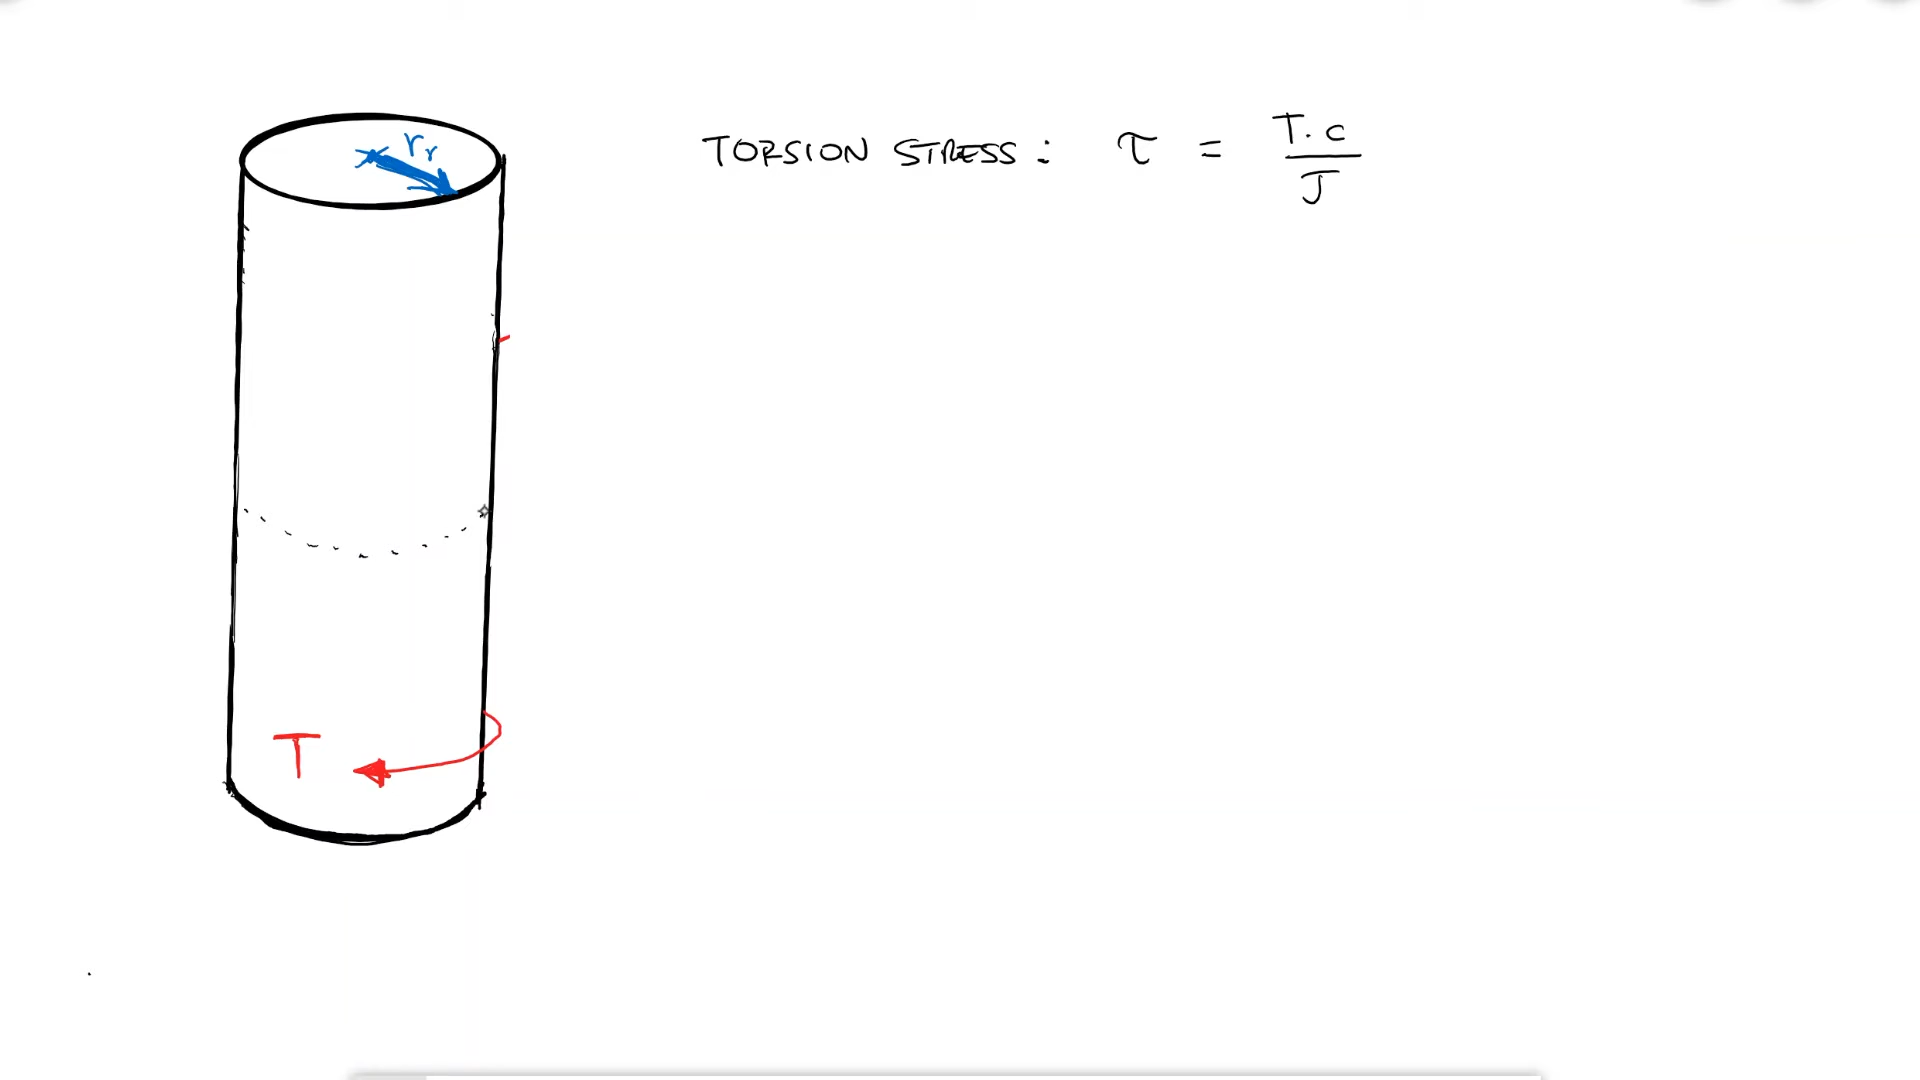 r r
TORSION STRESS: τ = T·c / J
T